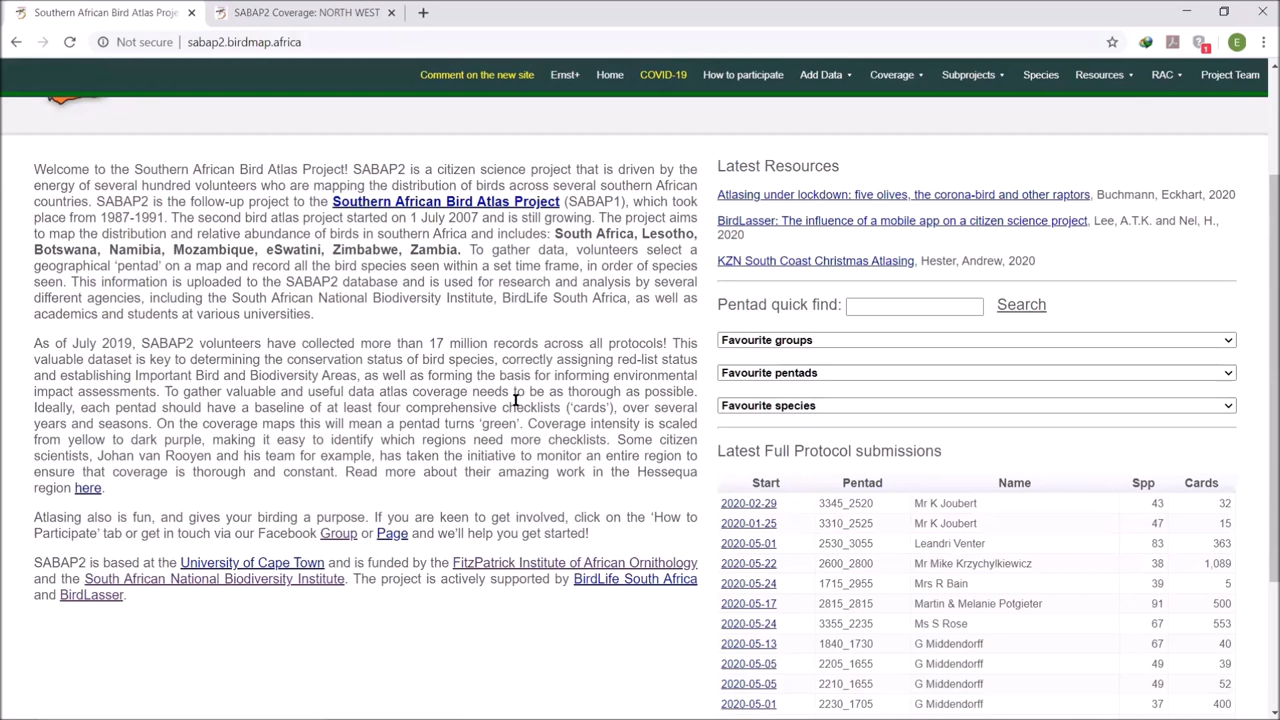 Southern African Bird Atlas Proje
SABAP2 Coverage: NORTH WEST
Not secure
sabap2.birdmap.africa
E
1
Comment on the new site Ernst+ Home COVID-19 How to participate Add Data Coverage Subprojects Species Resources RAC Project Team
Welcome to the Southern African Bird Atlas Project! SABAP2 is a citizen science project that is driven by the
energy of several hundred volunteers who are mapping the distribution of birds across several southern African
countries. SABAP2 is the follow-up project to the Southern African Bird Atlas Project (SABAP1), which took
place from 1987-1991. The second bird atlas project started on 1 July 2007 and is still growing. The project aims
to map the distribution and relative abundance of birds in southern Africa and includes: South Africa, Lesotho,
Botswana, Namibia, Mozambique, eSwatini, Zimbabwe, Zambia. To gather data, volunteers select a
geographical ‘pentad’ on a map and record all the bird species seen within a set time frame, in order of species
seen. This information is uploaded to the SABAP2 database and is used for research and analysis by several
different agencies, including the South African National Biodiversity Institute, BirdLife South Africa, as well as
academics and students at various universities.
As of July 2019, SABAP2 volunteers have collected more than 17 million records across all protocols! This
valuable dataset is key to determining the conservation status of bird species, correctly assigning red-list status
and establishing Important Bird and Biodiversity Areas, as well as forming the basis for informing environmental
impact assessments. To gather valuable and useful data atlas coverage needs to be as thorough as possible.
Ideally, each pentad should have a baseline of at least four comprehensive checklists (‘cards’), over several
years and seasons. On the coverage maps this will mean a pentad turns ‘green’. Coverage intensity is scaled
from yellow to dark purple, making it easy to identify which regions need more checklists. Some citizen
scientists, Johan van Rooyen and his team for example, has taken the initiative to monitor an entire region to
ensure that coverage is thorough and constant. Read more about their amazing work in the Hessequa
region here.
Atlasing also is fun, and gives your birding a purpose. If you are keen to get involved, click on the ‘How to
Participate’ tab or get in touch via our Facebook Group or Page and we'll help you get started!
SABAP2 is based at the University of Cape Town and is funded by the FitzPatrick Institute of African Ornithology
and the South African National Biodiversity Institute. The project is actively supported by BirdLife South Africa
and BirdLasser.
Latest Resources
Atlasing under lockdown: five olives, the corona-bird and other raptors, Buchmann, Eckhart, 2020
BirdLasser: The influence of a mobile app on a citizen science project, Lee, A.T.K. and Nel, H.,
2020
KZN South Coast Christmas Atlasing, Hester, Andrew, 2020
Pentad quick find: Search
Favourite groups
Favourite pentads
Favourite species
Latest Full Protocol submissions
Start Pentad Name Spp Cards
2020-02-29 3345_2520 Mr K Joubert 43 32
2020-01-25 3310_2525 Mr K Joubert 47 15
2020-05-01 2530_3055 Leandri Venter 83 363
2020-05-22 2600_2800 Mr Mike Krzychylkiewicz 38 1,089
2020-05-24 1715_2955 Mrs R Bain 39 5
2020-05-17 2815_2815 Martin & Melanie Potgieter 91 500
2020-05-24 3355_2235 Ms S Rose 67 553
2020-05-13 1840_1730 G Middendorff 67 40
2020-05-05 2205_1655 G Middendorff 49 39
2020-05-05 2210_1655 G Middendorff 49 52
2020-05-01 2230_1705 G Middendorff 37 400